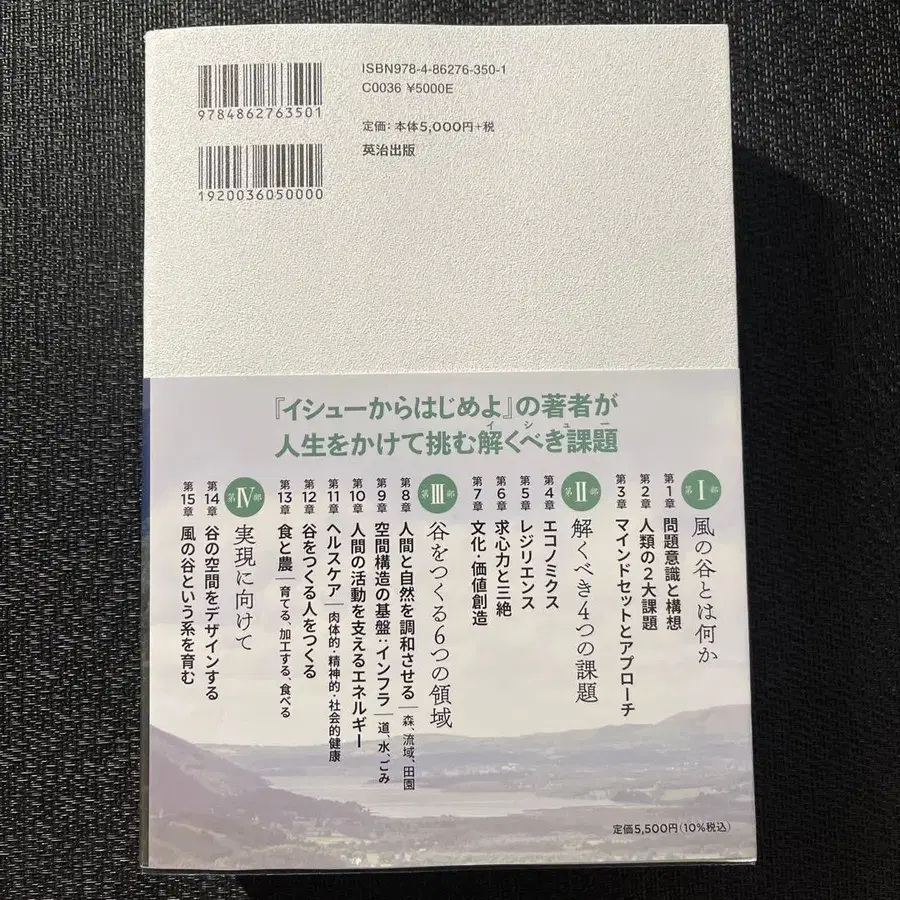 ISBN978-4-86276-350-1
C0036 ¥5000E
9784862763501
定価：本体5,000円+税
英治出版
1920036050000
『イシューからはじめよ』の著者が
人生をかけて挑む解くべき課題
イシュー
第Ⅰ部 風の谷とは何か
第1章 問題意識と構想
第2章 人類の2大課題
第3章 マインドセットとアプローチ
第Ⅱ部 解くべき4つの課題
第4章 エコノミクス
第5章 レジリエンス
第6章 求心力と三絶
第7章 文化・価値創造
第Ⅲ部 谷をつくる6つの領域
第8章 人間と自然を調和させる｜森、流域、田園
第9章 空間構造の基盤：インフラ｜道、水、ごみ
第10章 人間の活動を支えるエネルギー
第11章 ヘルスケア｜肉体的・精神的・社会的健康
第12章 谷をつくる人をつくる
第13章 食と農｜育てる、加工する、食べる
第Ⅳ部 実現に向けて
第14章 谷の空間をデザインする
第15章 風の谷という系を育む
定価5,500円（10%税込）